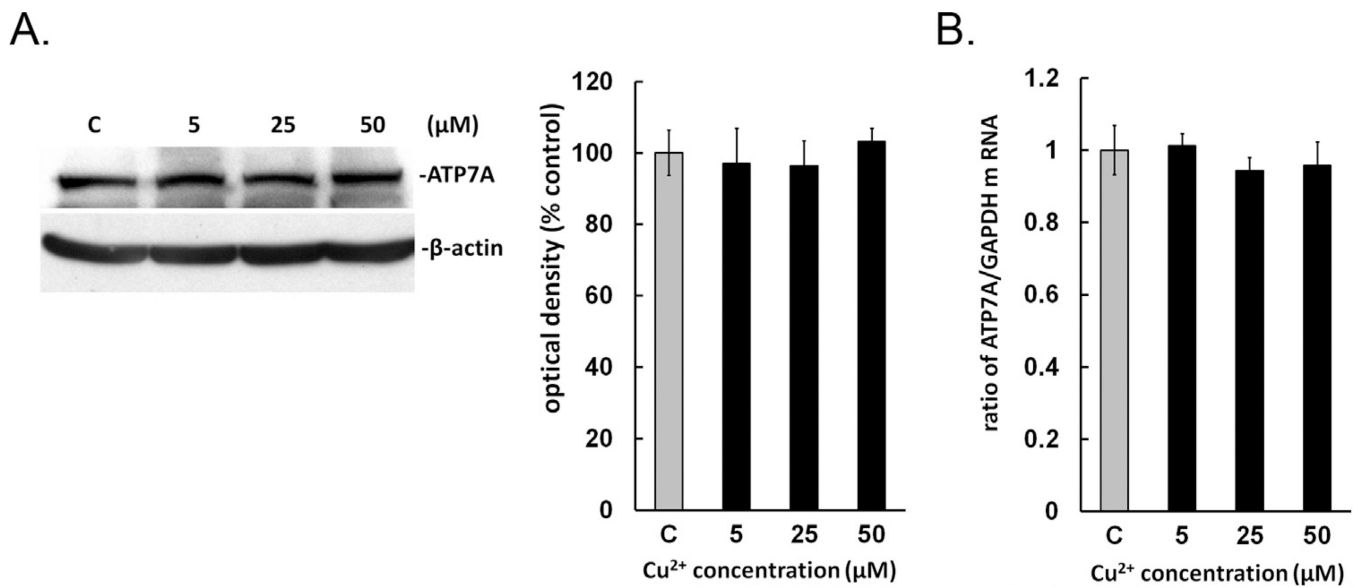 A.
C 5 25 50 (µM)
-ATP7A
-β-actin
optical density (% control)
120
100
80
60
40
20
0
C 5 25 50
Cu²⁺ concentration (µM)
B.
ratio of ATP7A/GAPDH m RNA
1.2
1
0.8
0.6
0.4
0.2
0
C 5 25 50
Cu²⁺ concentration (µM)